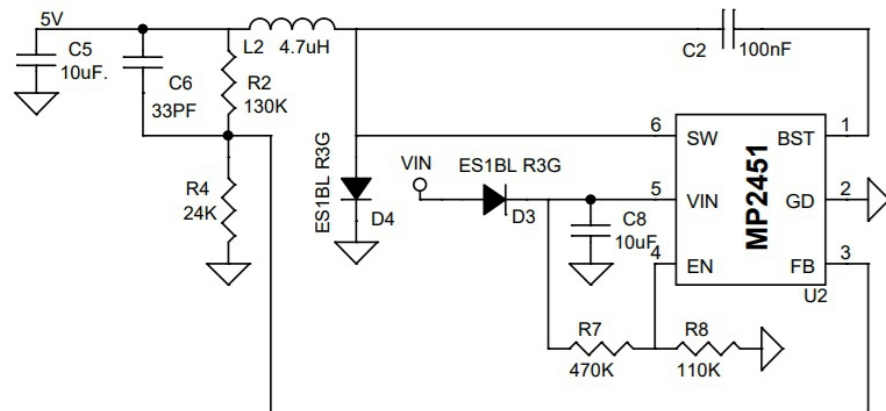 5V
C5
10uF.
C6
33PF
R2
130K
L2 4.7uH
C2
100nF
R4
24K
ES1BL R3G
D4
VIN
ES1BL R3G
D3
C8
10uF
6
5
4
SW
VIN
EN
MP2451
BST
GD
FB
1
2
3
U2
R7
470K
R8
110K